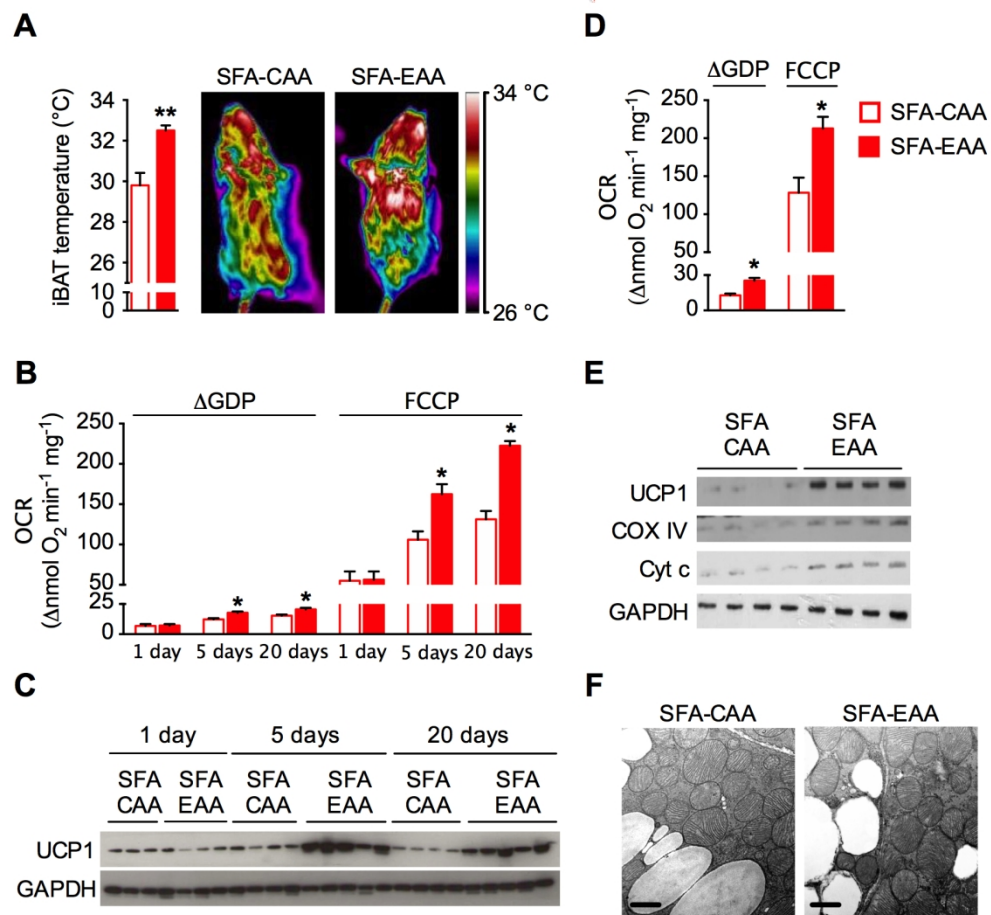 A
SFA-CAA
SFA-EAA
iBAT temperature (°C)
34
32
30
28
26
10
0
**
34 °C
26 °C
D
ΔGDP
FCCP
OCR
(Δnmol O₂ min⁻¹ mg⁻¹)
250
200
150
100
50
30
0
*
*
SFA-CAA
SFA-EAA
B
ΔGDP
FCCP
OCR
(Δnmol O₂ min⁻¹ mg⁻¹)
250
200
150
100
50
25
0
*
*
*
*
1 day
5 days
20 days
1 day
5 days
20 days
E
SFA
CAA
SFA
EAA
UCP1
COX IV
Cyt c
GAPDH
C
1 day
5 days
20 days
SFA
CAA
SFA
EAA
SFA
CAA
SFA
EAA
SFA
CAA
SFA
EAA
UCP1
GAPDH
F
SFA-CAA
SFA-EAA